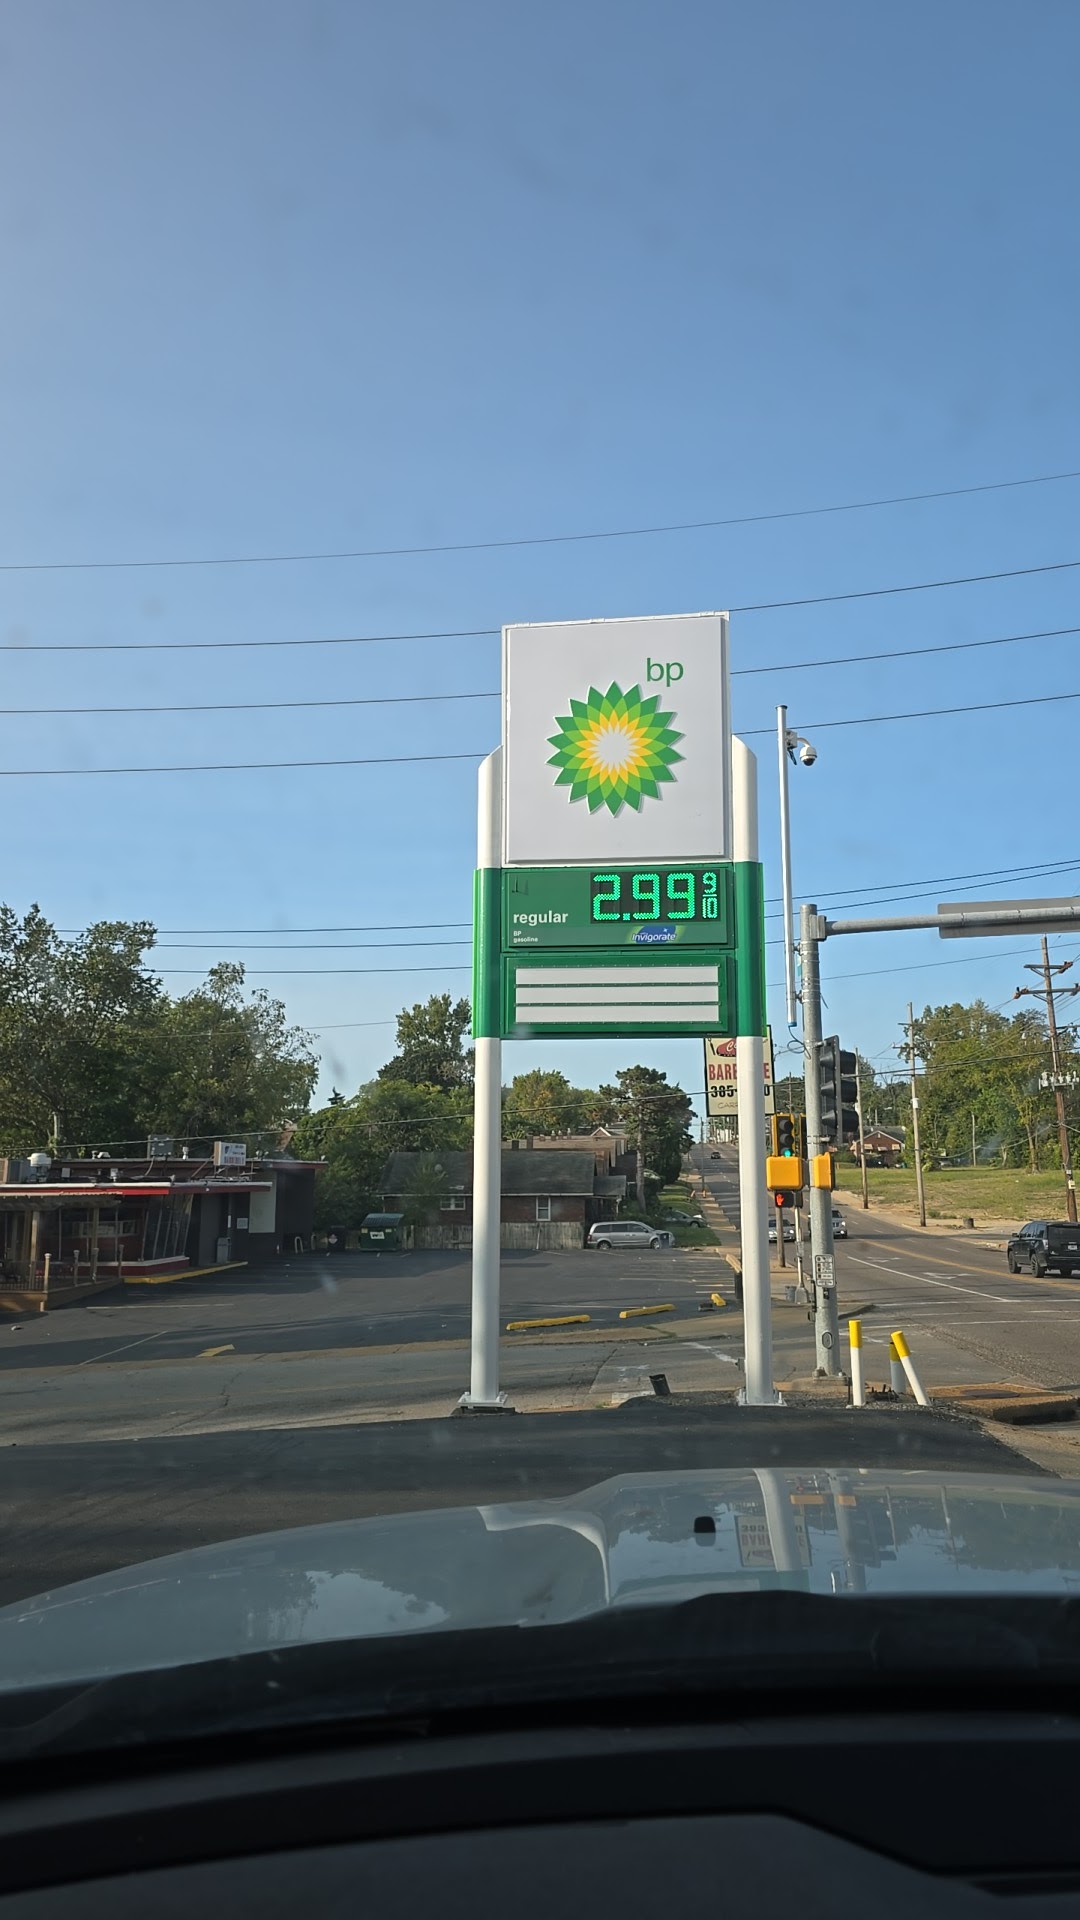 bp
2.99 9/10
regular
BP
gasoline
Invigorate